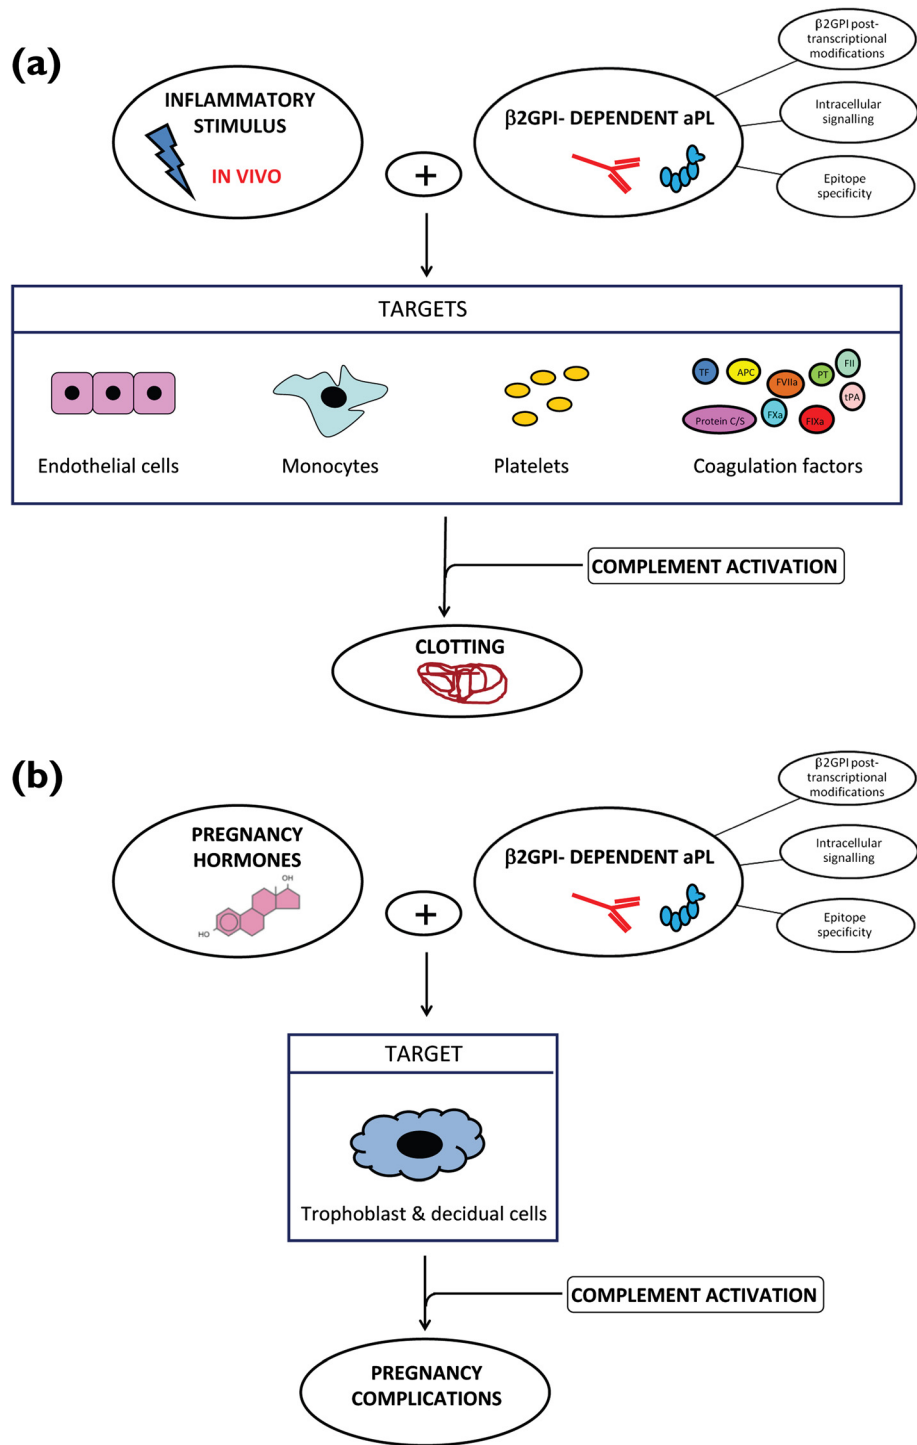 (a)
INFLAMMATORY
STIMULUS
IN VIVO
+
β2GPI- DEPENDENT aPL
β2GPI post-
transcriptional
modifications
Intracellular
signalling
Epitope
specificity
TARGETS
Endothelial cells
Monocytes
Platelets
TF
APC
FVIIa
PT
FII
tPA
Protein C/S
FXa
FIXa
Coagulation factors
COMPLEMENT ACTIVATION
CLOTTING
(b)
PREGNANCY
HORMONES
OH
HO
+
β2GPI- DEPENDENT aPL
β2GPI post-
transcriptional
modifications
Intracellular
signalling
Epitope
specificity
TARGET
Trophoblast & decidual cells
COMPLEMENT ACTIVATION
PREGNANCY
COMPLICATIONS